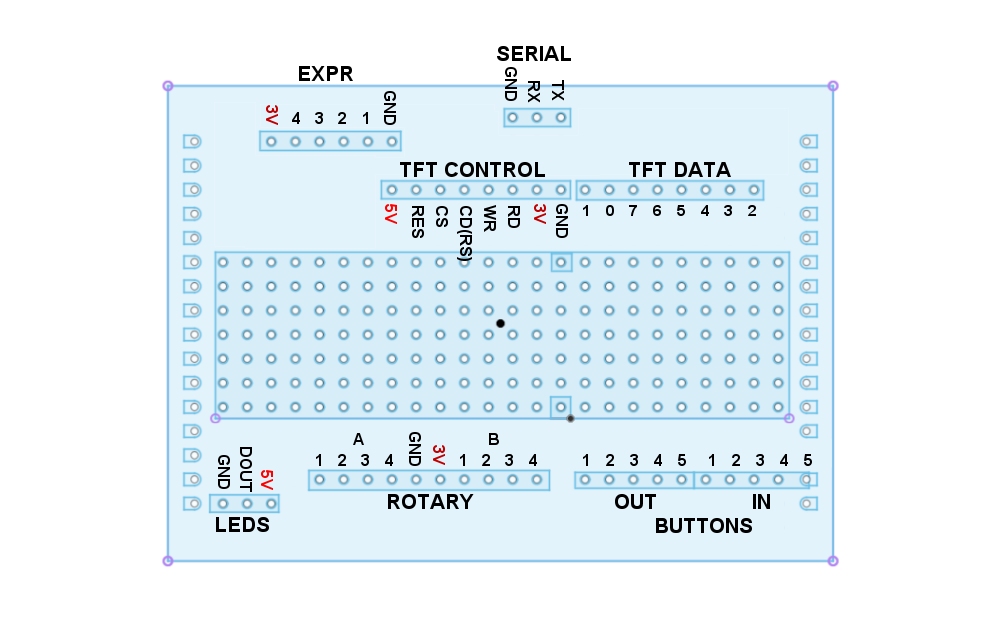 SERIAL
EXPR
GND RX TX
3V 4 3 2 1 GND
TFT CONTROL TFT DATA
5V RES CS CD(RS) WR RD 3V GND 1 0 7 6 5 4 3 2
A B
1 2 3 4 GND 3V 1 2 3 4
1 2 3 4 5 1 2 3 4 5
GND DOUT 5V
ROTARY OUT IN
LEDS BUTTONS